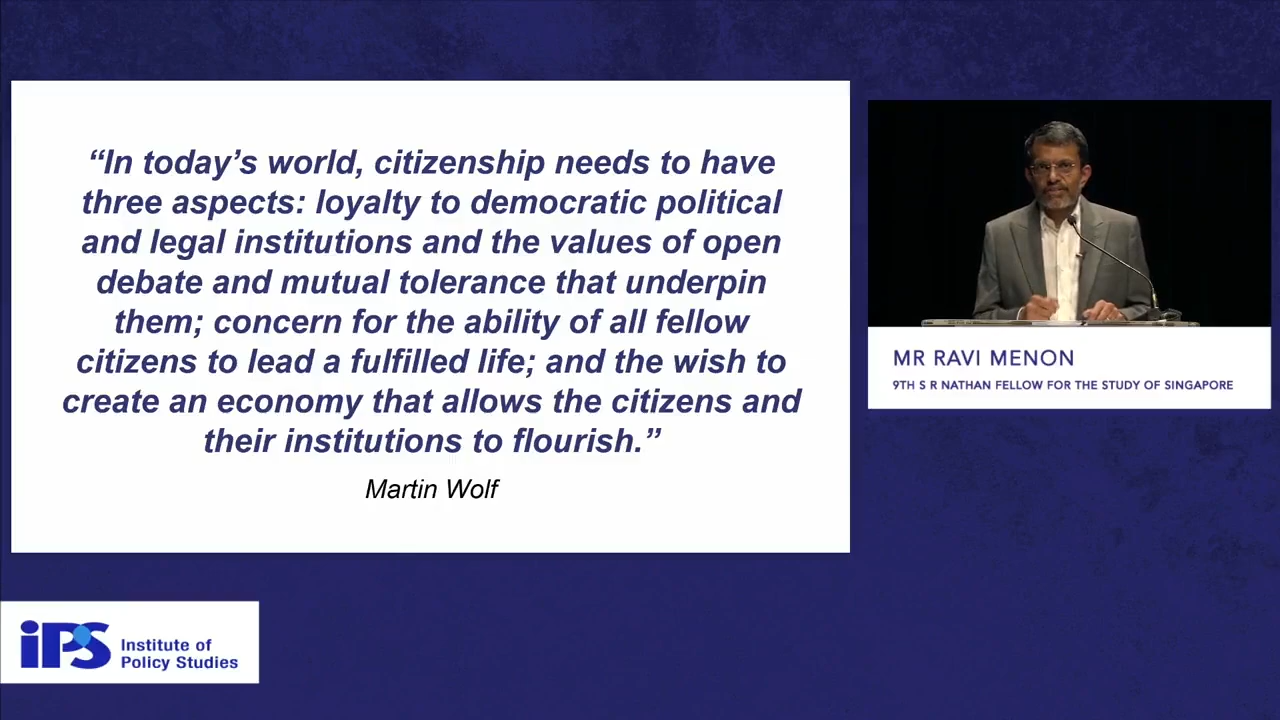 “In today’s world, citizenship needs to have
three aspects: loyalty to democratic political
and legal institutions and the values of open
debate and mutual tolerance that underpin
them; concern for the ability of all fellow
citizens to lead a fulfilled life; and the wish to
create an economy that allows the citizens and
their institutions to flourish.”
Martin Wolf
MR RAVI MENON
9TH S R NATHAN FELLOW FOR THE STUDY OF SINGAPORE
iPS
Institute of
Policy Studies